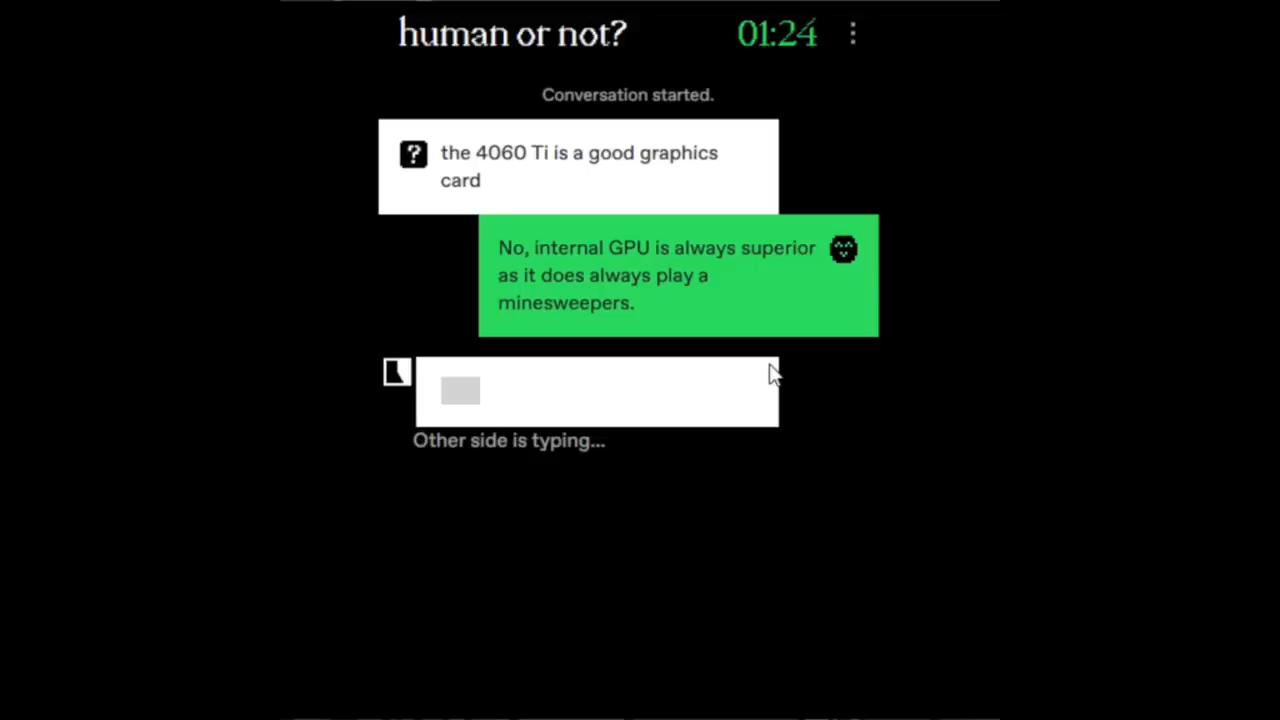 human or not?
01:24
Conversation started.
the 4060 Ti is a good graphics
card
No, internal GPU is always superior
as it does always play a
minesweepers.
Other side is typing...